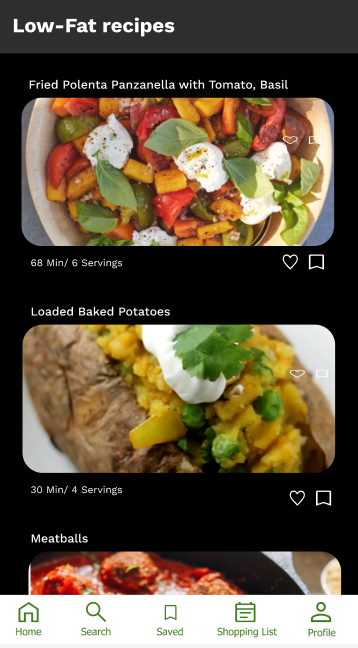 Low-Fat recipes
Fried Polenta Panzanella with Tomato, Basil
68 Min/ 6 Servings
Loaded Baked Potatoes
30 Min/ 4 Servings
Meatballs
Home Search Saved Shopping List Profile